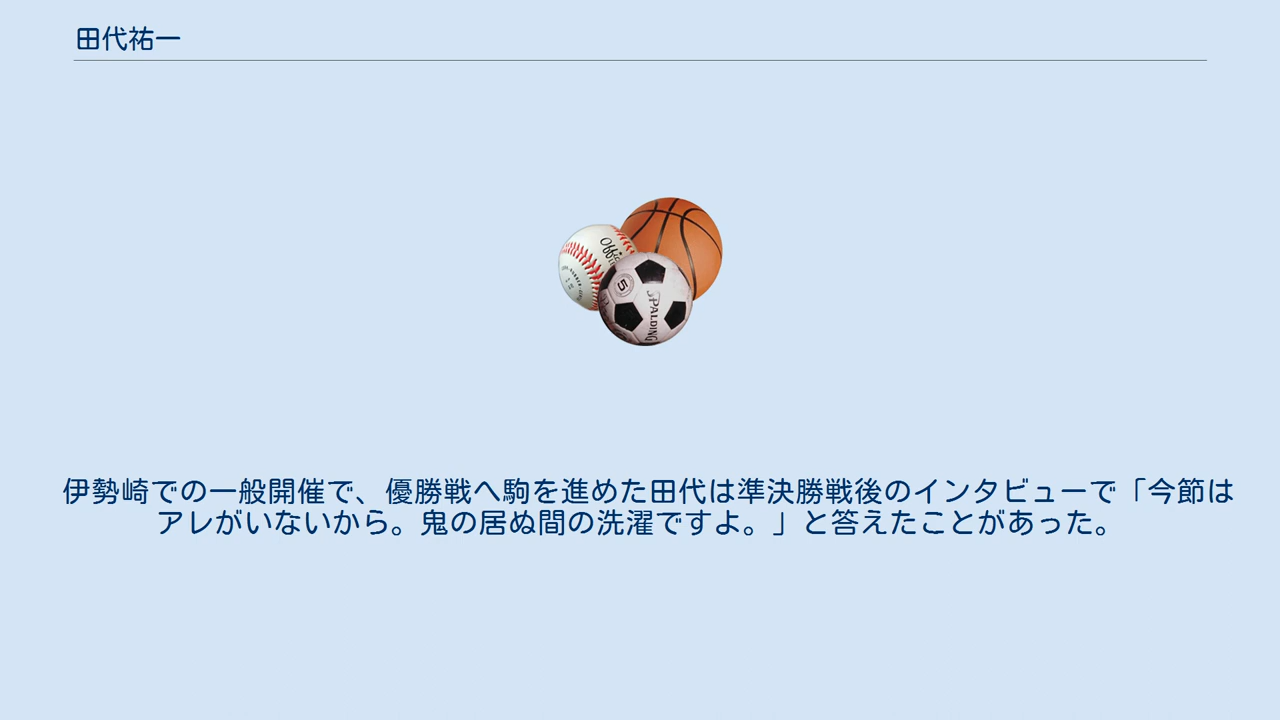 田代祐一
Offic
5
SPALDING
伊勢崎での一般開催で、優勝戦へ駒を進めた田代は準決勝戦後のインタビューで「今節は
アレがいないから。鬼の居ぬ間の洗濯ですよ。」と答えたことがあった。